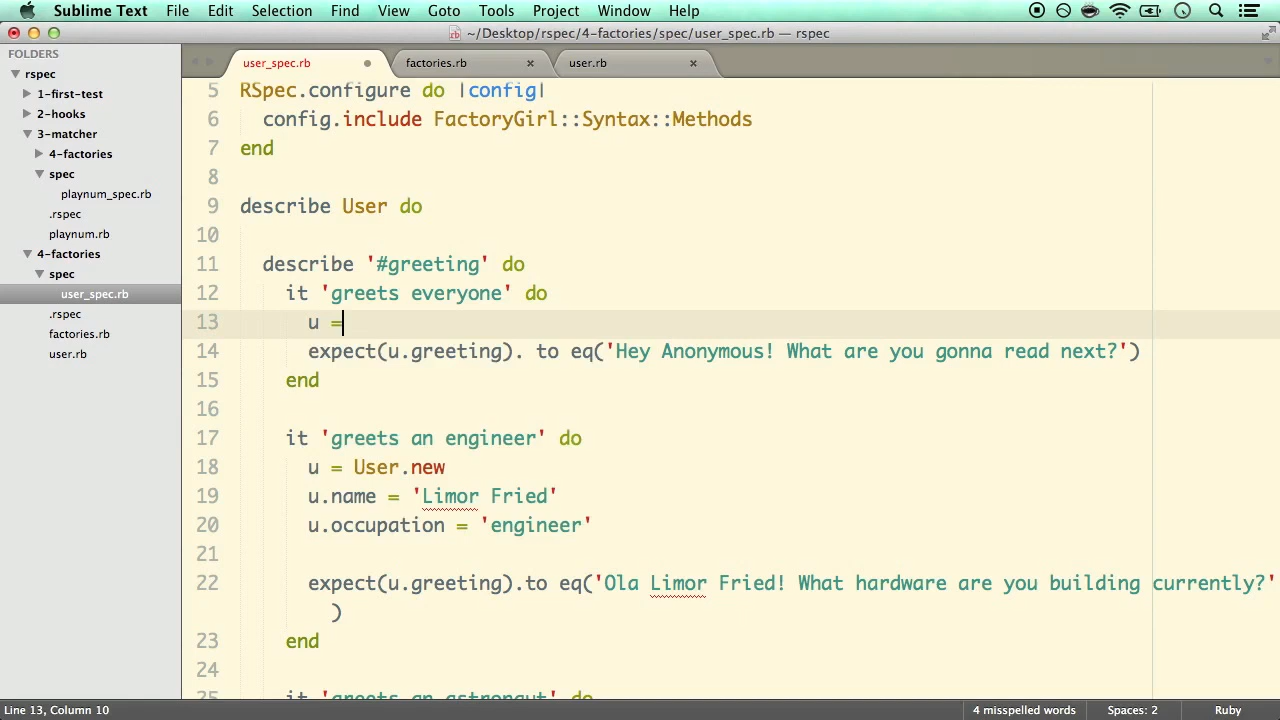 Sublime Text File Edit Selection Find View Goto Tools Project Window Help
~/Desktop/rspec/4-factories/spec/user_spec.rb — rspec
FOLDERS
rspec
1-first-test
2-hooks
3-matcher
4-factories
spec
playnum_spec.rb
.rspec
playnum.rb
4-factories
spec
user_spec.rb
.rspec
factories.rb
user.rb
user_spec.rb factories.rb user.rb
5 RSpec.configure do |config|
6 config.include FactoryGirl::Syntax::Methods
7 end
8
9 describe User do
10
11 describe '#greeting' do
12 it 'greets everyone' do
13 u =
14 expect(u.greeting). to eq('Hey Anonymous! What are you gonna read next?')
15 end
16
17 it 'greets an engineer' do
18 u = User.new
19 u.name = 'Limor Fried'
20 u.occupation = 'engineer'
21
22 expect(u.greeting).to eq('Ola Limor Fried! What hardware are you building currently?'
)
23 end
24
25 it 'greets an astronaut' do
Line 13, Column 10 4 misspelled words Spaces: 2 Ruby